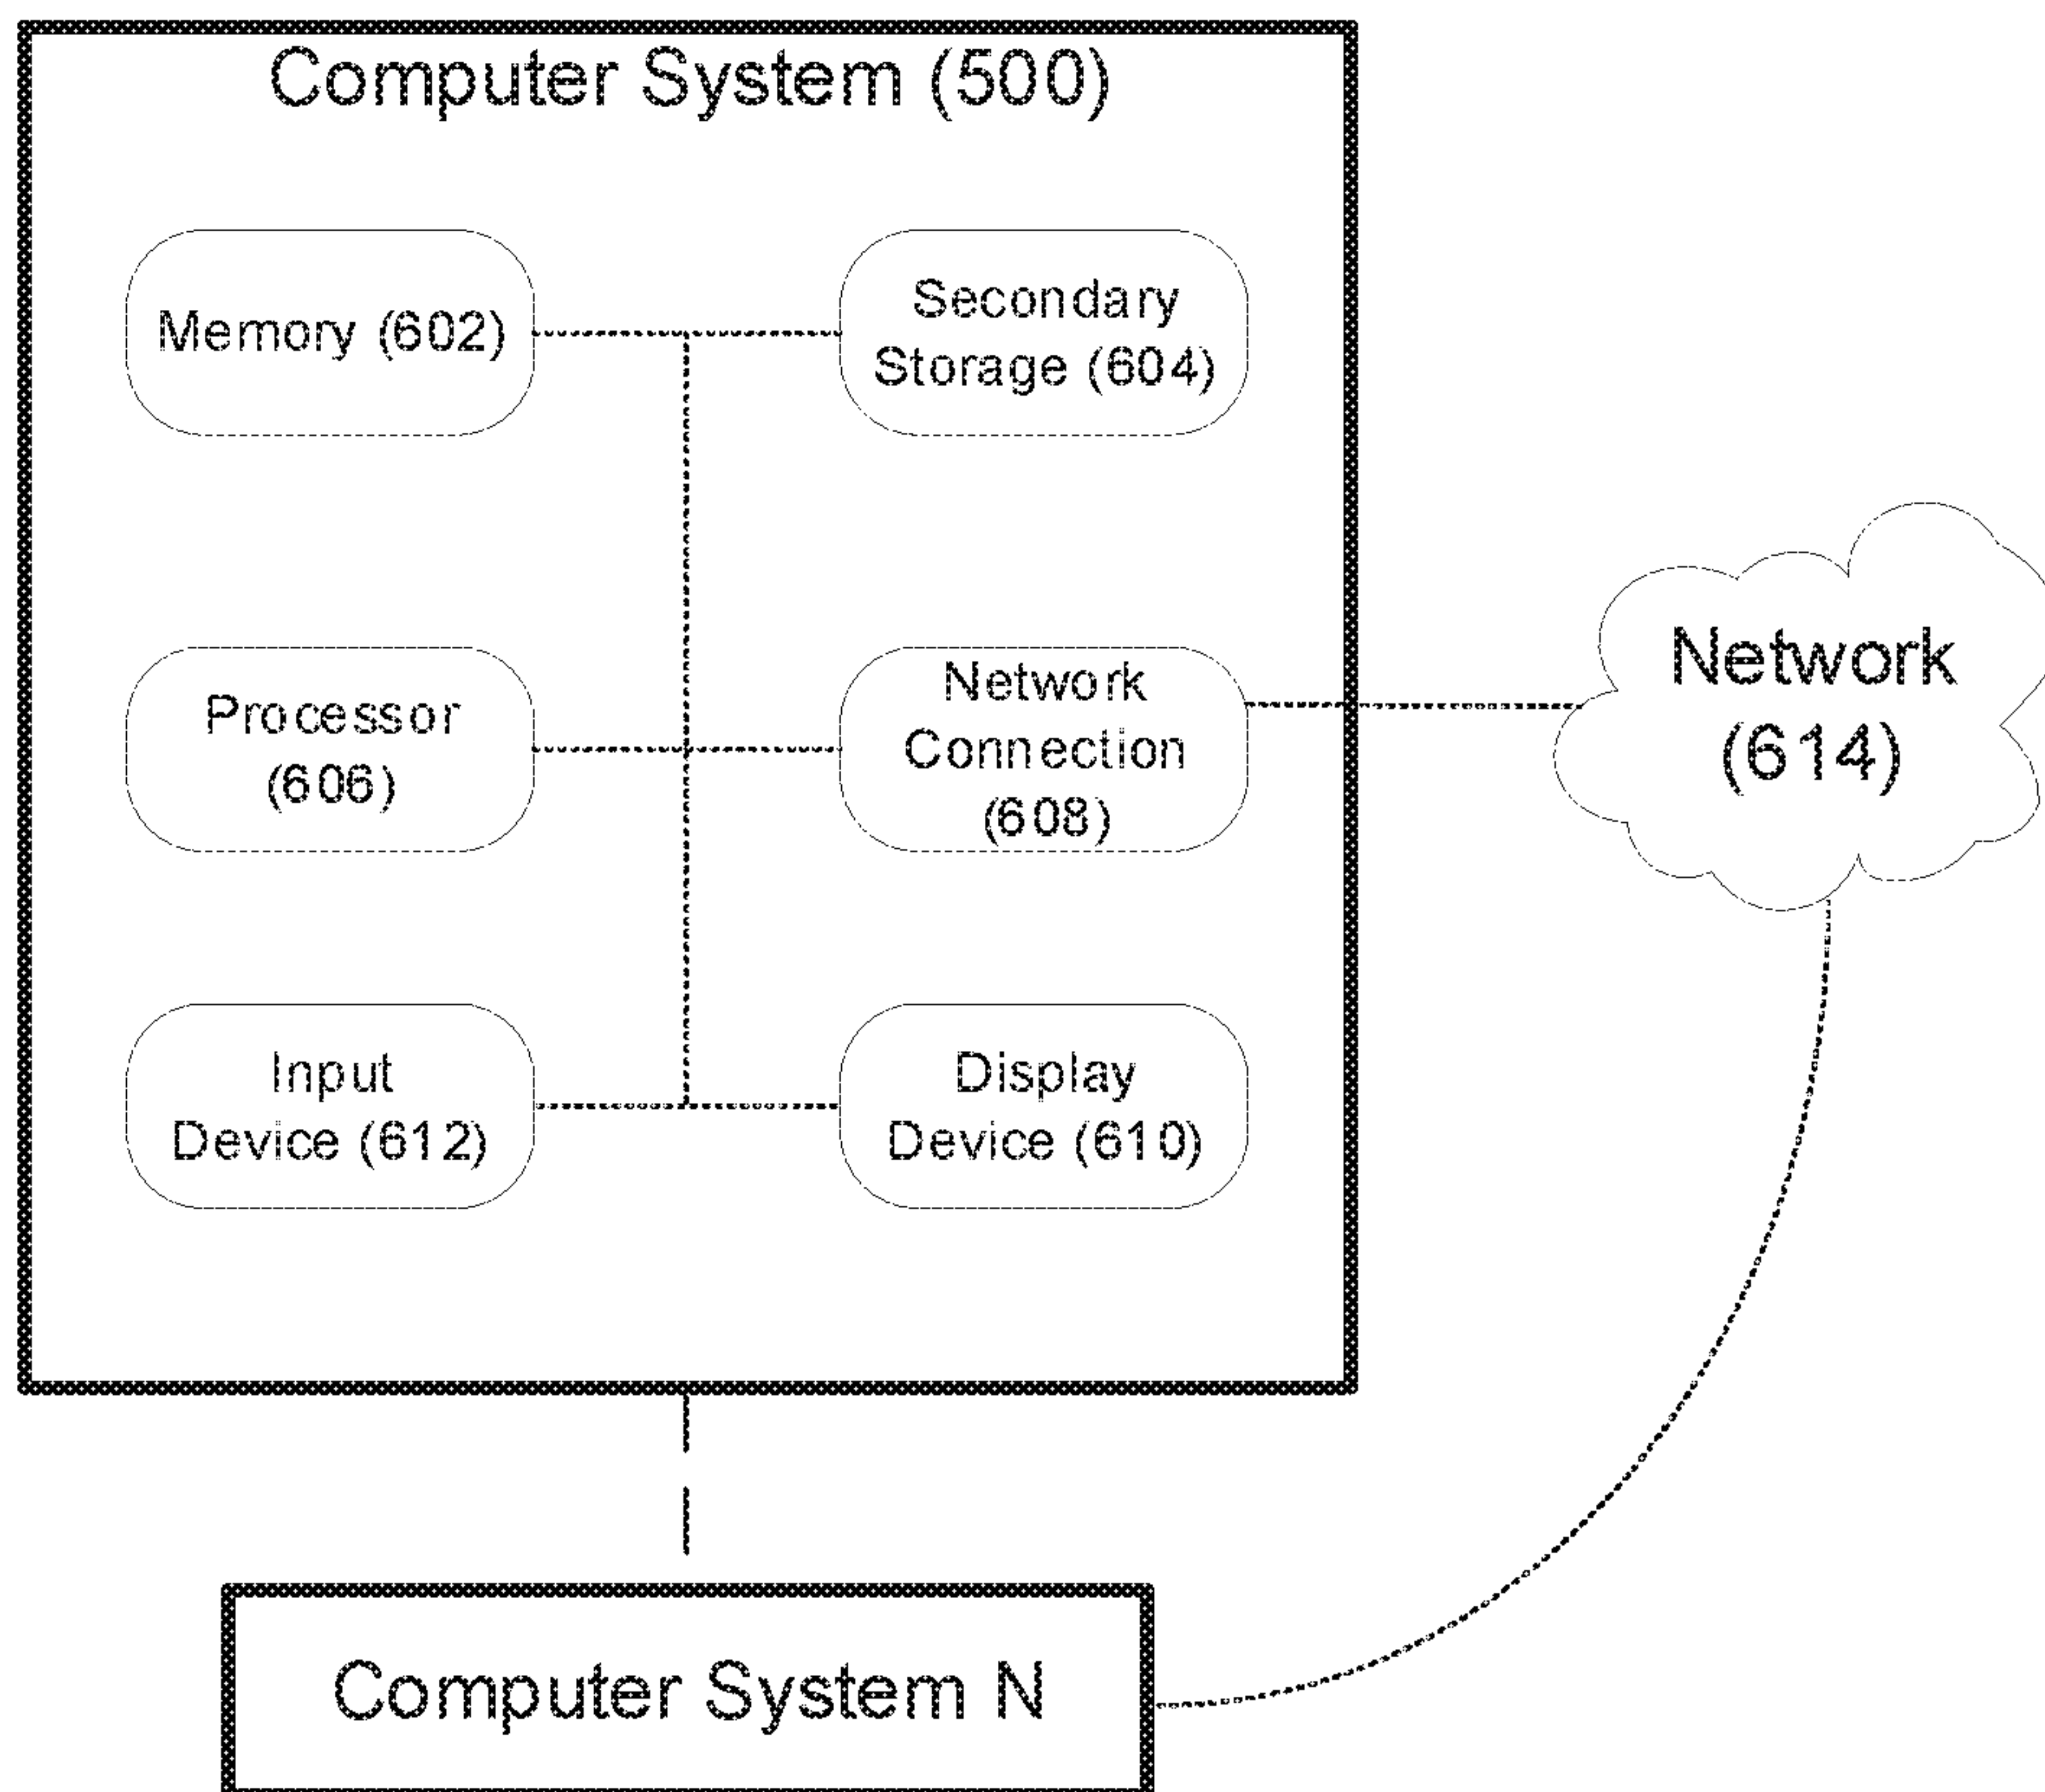 Computer System (500)
Memory (602)
Secondary
Storage (604)
Processor
(606)
Network
Connection
(608)
Network
(614)
Input
Device (612)
Display
Device (610)
Computer System N